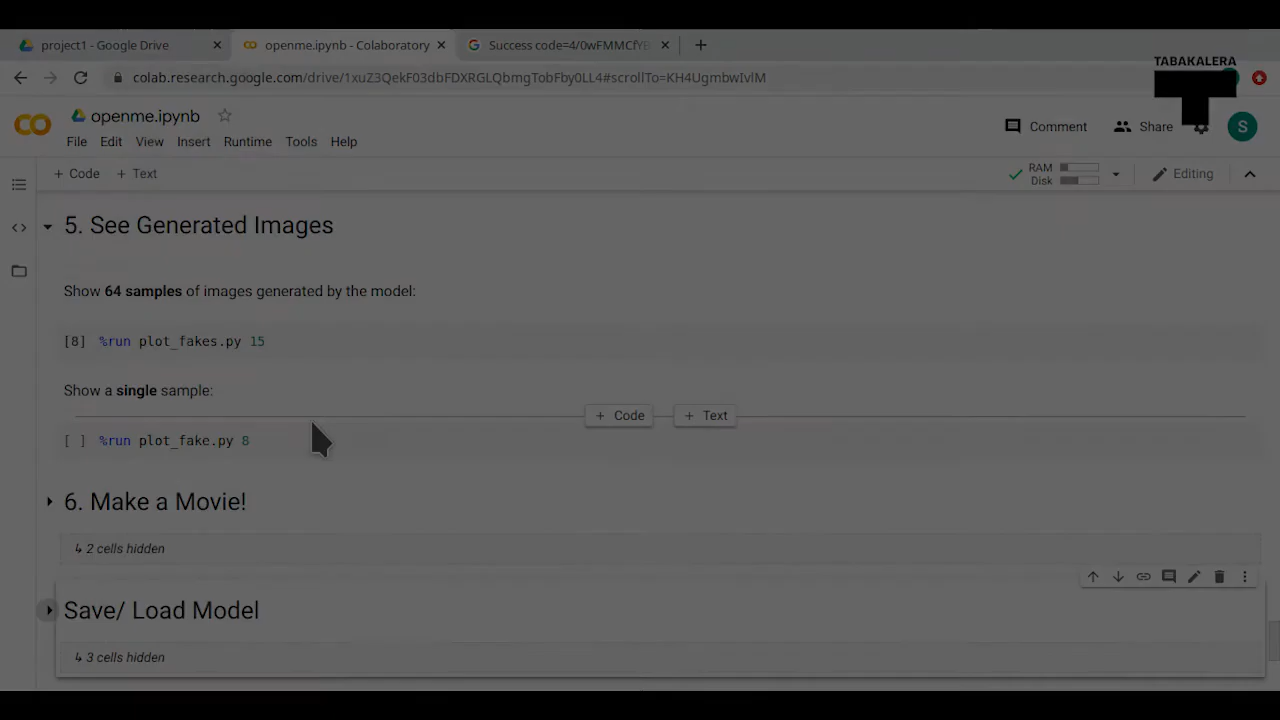 project1 - Google Drive
openme.ipynb - Colaboratory
Success code=4/0wFMMCfYB
TABAKALERA
colab.research.google.com/drive/1xuZ3QekF03dbFDXRGLQbmgTobFby0LL4#scrollTo=KH4UgmbwIvlM
CO openme.ipynb
File Edit View Insert Runtime Help
Comment Share S
+ Code + Text
RAM
Disk
Editing
5. See Generated Images
Show 64 samples of images generated by the model:
[8] %run plot_fakes.py 15
Show a single sample:
+ Code + Text
[ ] %run plot_fake.py 8
6. Make a Movie!
↳ 2 cells hidden
Save/ Load Model
↳ 3 cells hidden